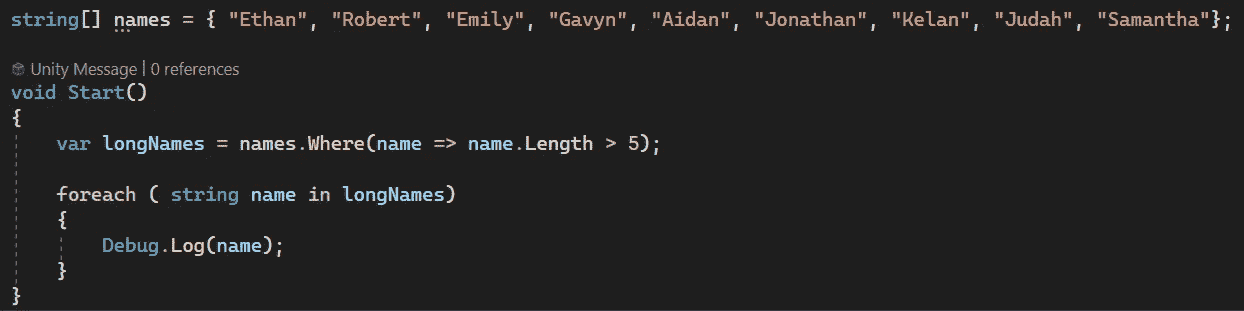 string[] names = { "Ethan", "Robert", "Emily", "Gavyn", "Aidan", "Jonathan", "Kelan", "Judah", "Samantha"};
Unity Message | 0 references
void Start()
{
var longNames = names.Where(name => name.Length > 5);
foreach ( string name in longNames)
{
Debug.Log(name);
}
}